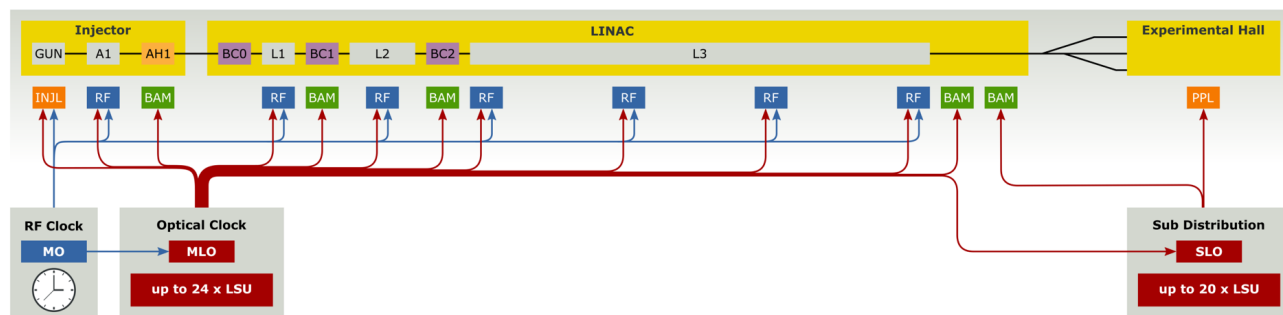 Injector
LINAC
Experimental Hall
GUN A1 AH1 BC0 L1 BC1 L2 BC2 L3
INJL RF BAM RF BAM RF BAM RF RF RF RF BAM BAM PPL
RF Clock
MO
Optical Clock
MLO
up to 24 x LSU
Sub Distribution
SLO
up to 20 x LSU